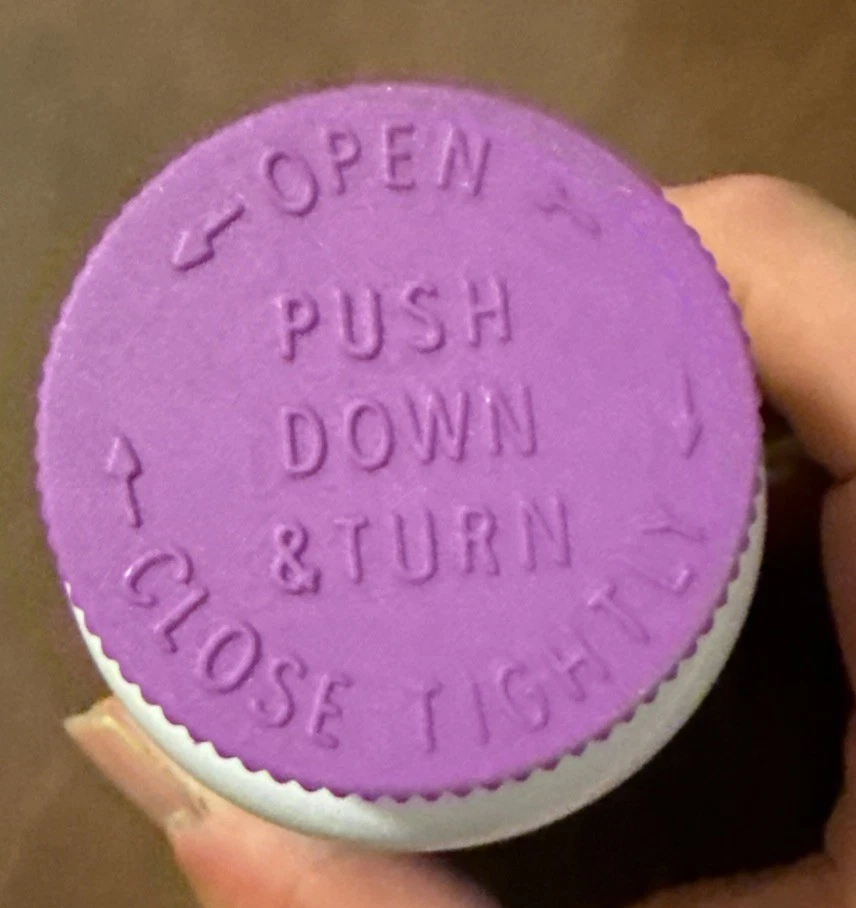 OPEN
PUSH
DOWN
& TURN
CLOSE TIGHTLY